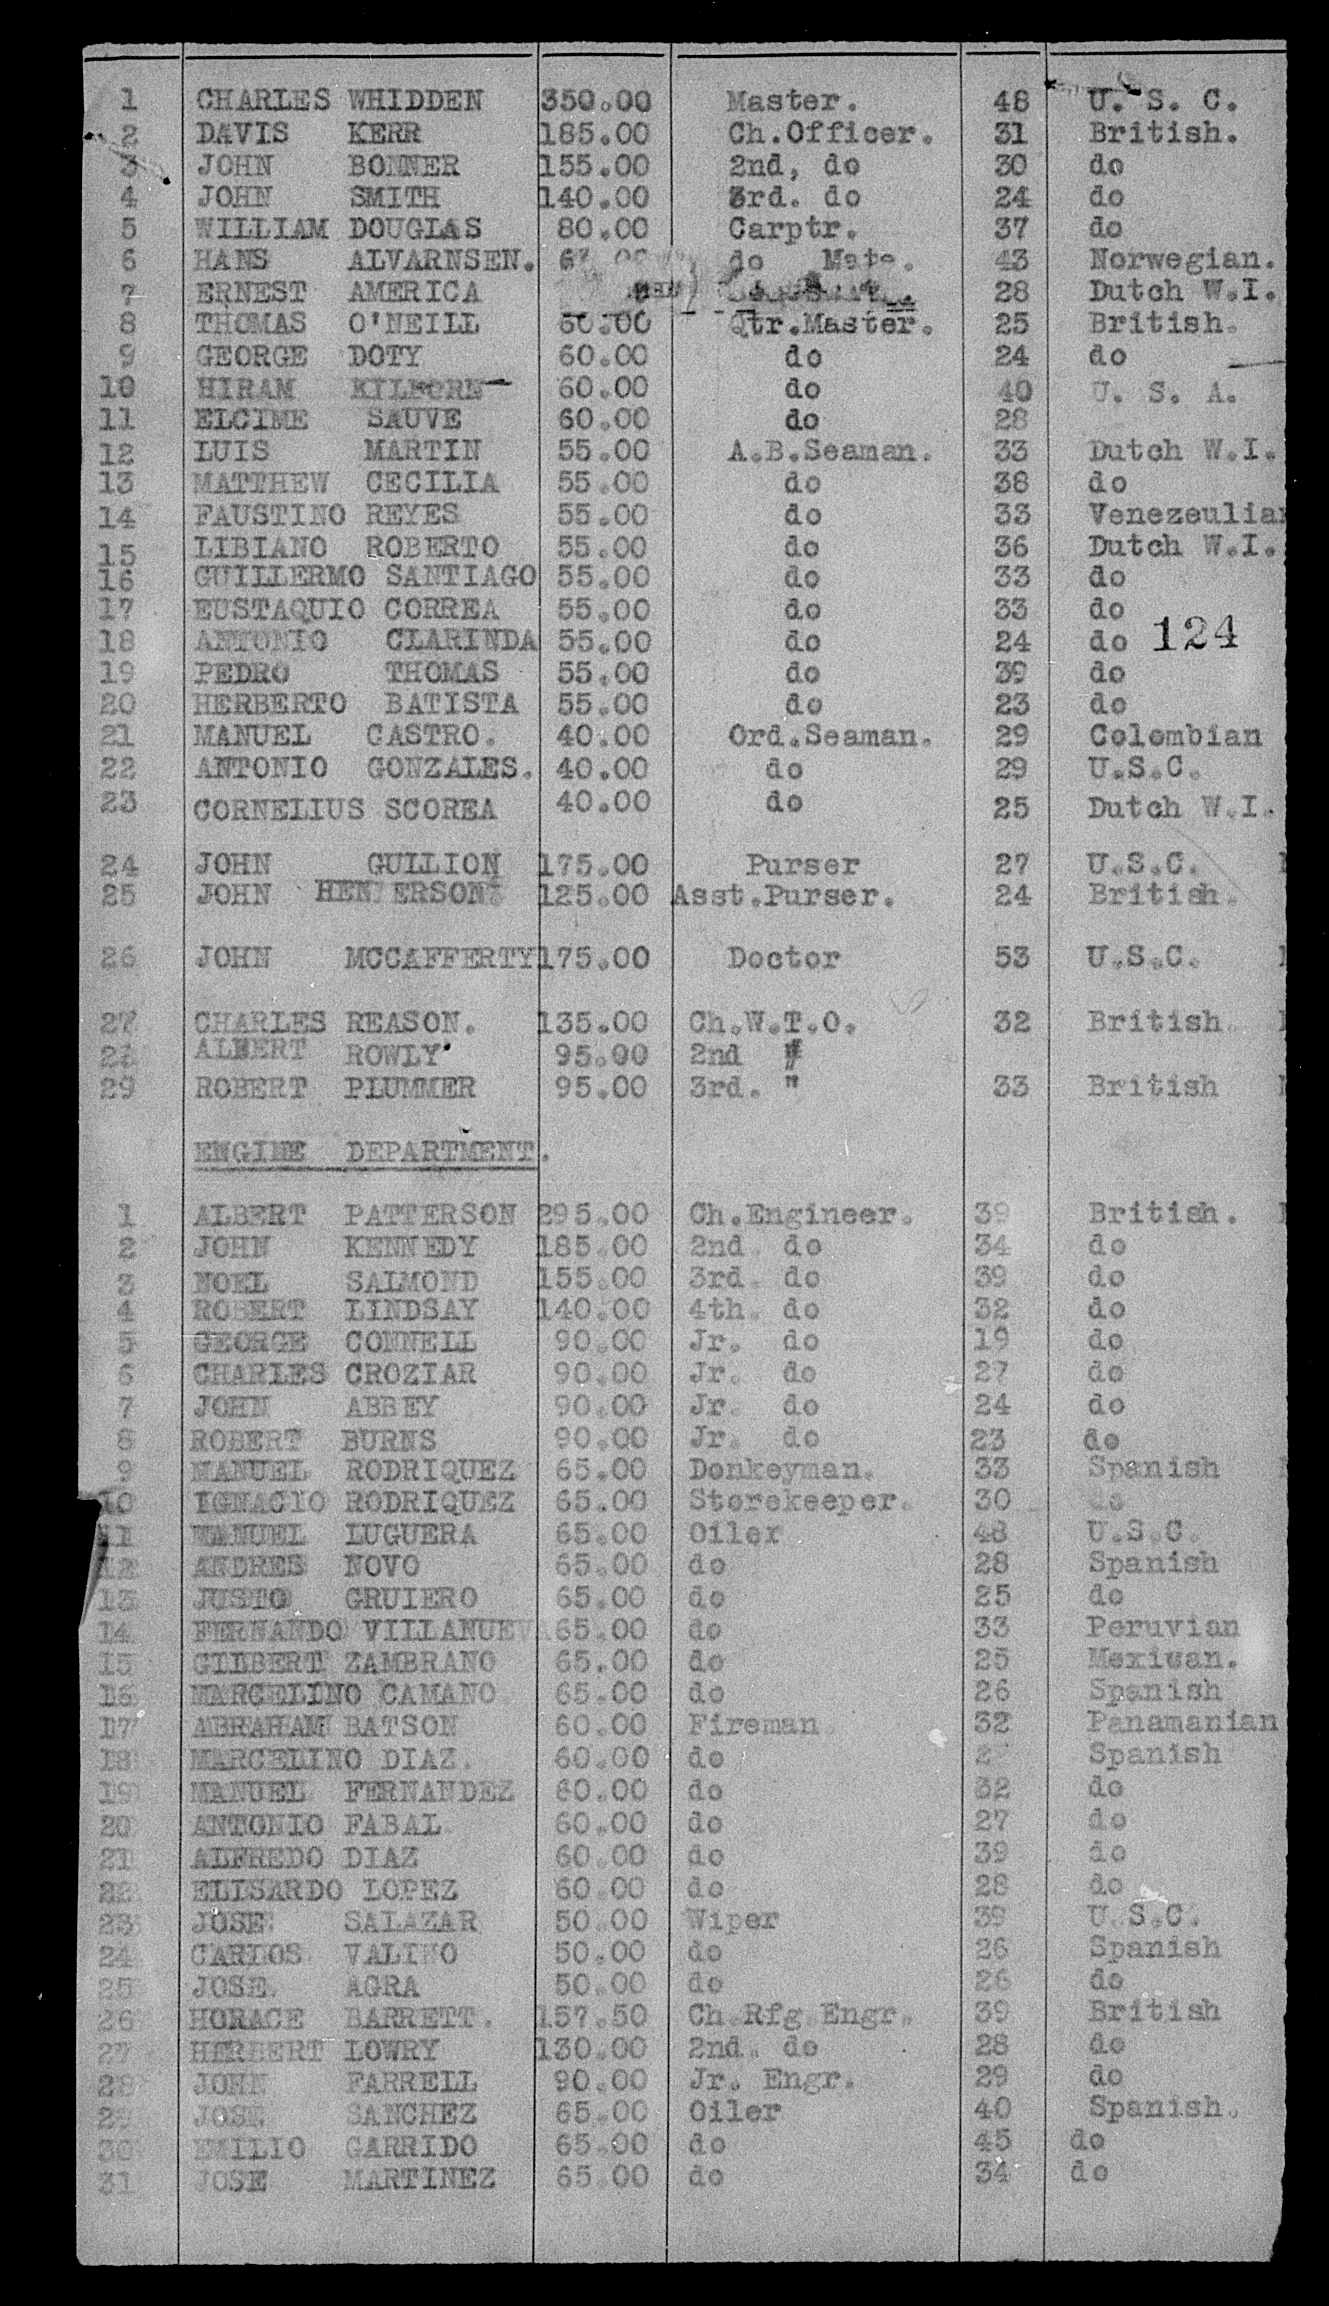 1 CHARLES WHIDDEN 350.00 Master. 48 U. S. C.
2 DAVIS KERR 185.00 Ch.Officer. 31 British.
3 JOHN BONNER 155.00 2nd, do 30 do
4 JOHN SMITH 140.00 3rd. do 24 do
5 WILLIAM DOUGLAS 80.00 Carptr. 37 do
6 HANS ALVARNSEN. do Mate. 43 Norwegian.
7 ERNEST AMERICA 28 Dutch W.I.
8 THOMAS O'NEILL 60.00 Qtr.Master. 25 British.
9 GEORGE DOTY 60.00 do 24 do
10 HIRAM 60.00 do 40 U. S. A.
11 ELCIME SAUVE 60.00 do 28
12 LUIS MARTIN 55.00 A.B.Seaman. 33 Dutch W.I.
13 MATTHEW CECILIA 55.00 do 38 do
14 FAUSTINO REYES 55.00 do 33 Venezeulian
15 LIBIANO ROBERTO 55.00 do 36 Dutch W.I.
16 GUILLERMO SANTIAGO 55.00 do 33 do
17 EUSTAQUIO CORREA 55.00 do 33 do
18 ANTONIO CLARINDA 55.00 do 24 do 124
19 PEDRO THOMAS 55.00 do 39 do
20 HERBERTO BATISTA 55.00 do 23 do
21 MANUEL CASTRO. 40.00 Ord.Seaman. 29 Colombian
22 ANTONIO GONZALES. 40.00 do 29 U.S.C.
23 CORNELIUS SCOREA 40.00 do 25 Dutch W.I.
24 JOHN GULLION 175.00 Purser 27 U.S.C.
25 JOHN HENDERSON 125.00 Asst.Purser. 24 British.
26 JOHN MCCAFFERTY 175.00 Doctor 53 U.S.C.
27 CHARLES REASON. 135.00 Ch.W.T.O. 32 British
28 ALBERT ROWLY 95.00 2nd "
29 ROBERT PLUMMER 95.00 3rd. " 33 British
ENGINE DEPARTMENT.
1 ALBERT PATTERSON 295.00 Ch.Engineer. 39 British.
2 JOHN KENNEDY 185.00 2nd. do 34 do
3 NOEL SALMOND 155.00 3rd. do 39 do
4 ROBERT LINDSAY 140.00 4th. do 32 do
5 GEORGE CONNELL 90.00 Jr. do 19 do
6 CHARLES CROZIAR 90.00 Jr. do 27 do
7 JOHN ABBEY 90.00 Jr. do 24 do
8 ROBERT BURNS 90.00 Jr. do 23 do
9 MANUEL RODRIQUEZ 65.00 Donkeyman. 33 Spanish
10 IGNACIO RODRIQUEZ 65.00 Storekeeper. 30 do
11 MANUEL LUGUERA 65.00 Oiler 48 U.S.C.
12 ANDRES NOVO 65.00 do 28 Spanish
13 JUSTO GRUIERO 65.00 do 25 do
14 FERNANDO VILLANUEVA 65.00 do 33 Peruvian
15 GILBERT ZAMBRANO 65.00 do 25 Mexican.
16 MARCELINO CAMANO 65.00 do 26 Spanish
17 ABRAHAM BATSON 60.00 Fireman 32 Panamanian
18 MARCELINO DIAZ. 60.00 do Spanish
19 MANUEL FERNANDEZ 60.00 do 32 do
20 ANTONIO FABAL 60.00 do 27 do
21 ALFREDO DIAZ 60.00 do 39 do
22 ELISARDO LOPEZ 60.00 do 28 do
23 JOSE SALAZAR 50.00 Wiper 39 U.S.C.
24 CARLOS VALINO 50.00 do 26 Spanish
25 JOSE AGRA 50.00 do 26 do
26 HORACE BARRETT. 157.50 Ch.Rfg.Engr. 39 British
27 HERBERT LOWRY 130.00 2nd. do 28 do
28 JOHN FARRELL 90.00 Jr. Engr. 29 do
29 JOSE SANCHEZ 65.00 Oiler 40 Spanish.
30 EMILIO GARRIDO 65.00 do 45 do
31 JOSE MARTINEZ 65.00 do 34 do